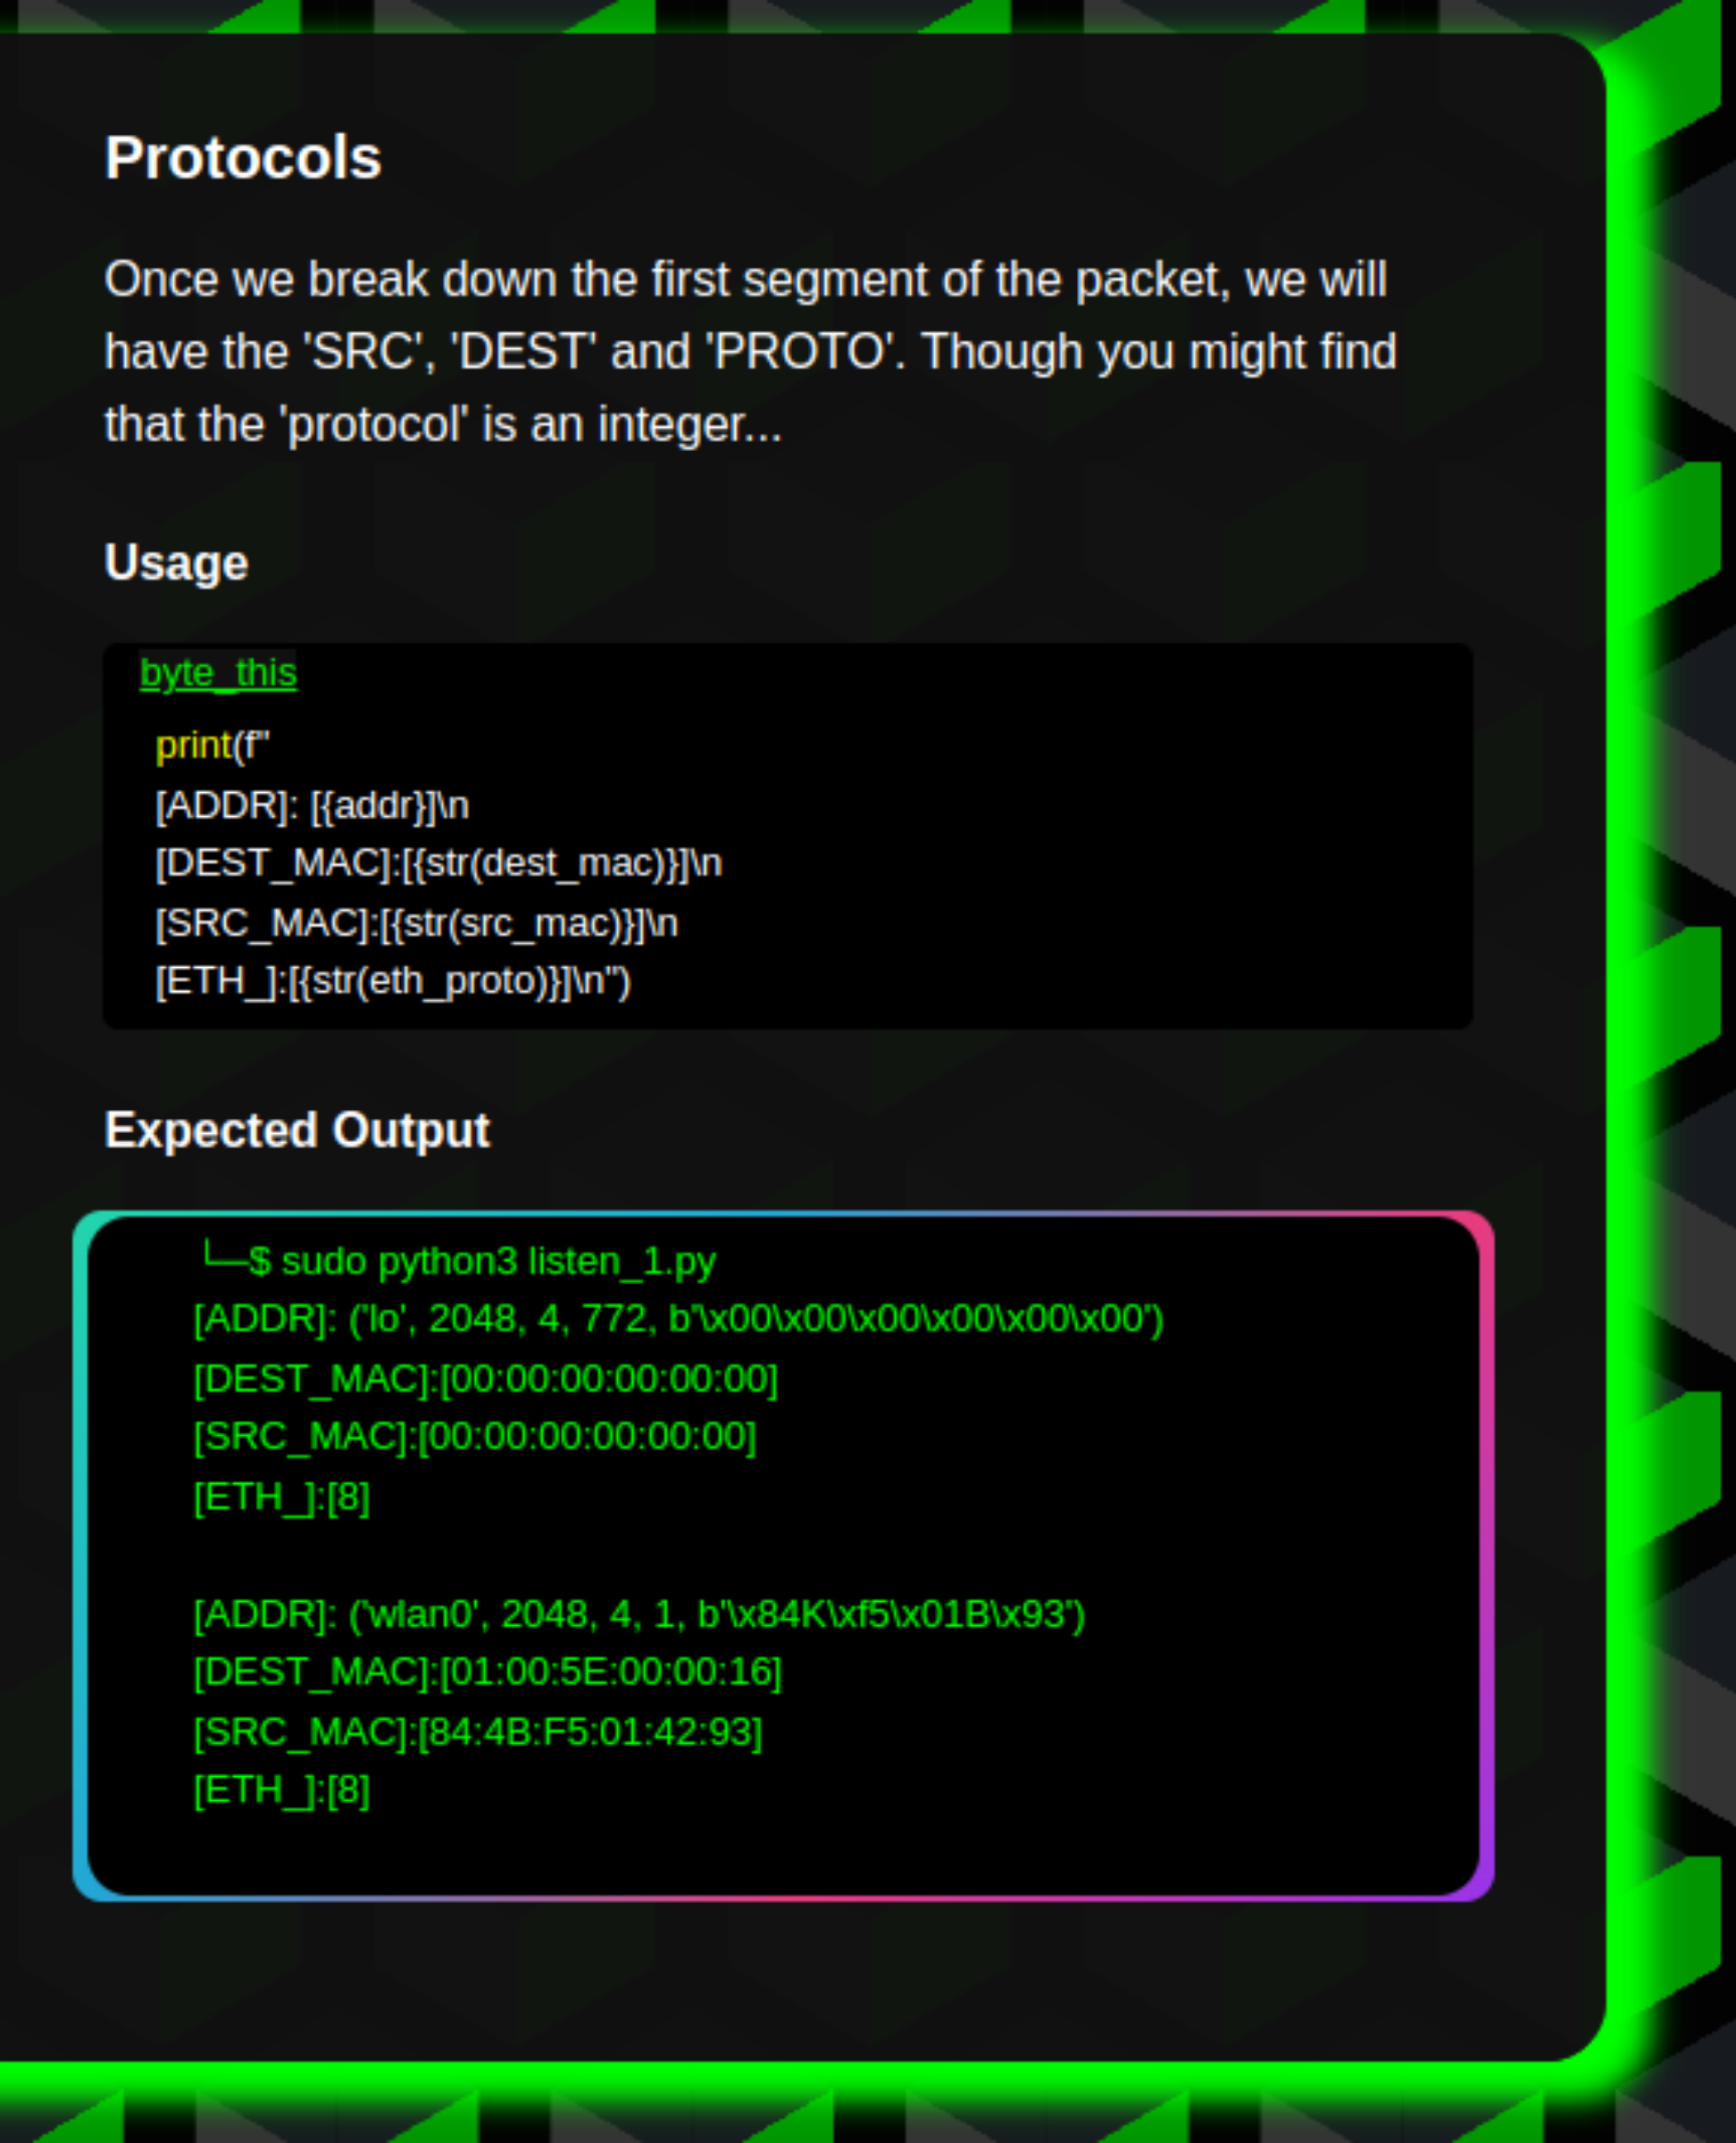 Protocols
Once we break down the first segment of the packet, we will
have the 'SRC', 'DEST' and 'PROTO'. Though you might find
that the 'protocol' is an integer...
Usage
byte_this
print(f"
[ADDR]: [{addr}]\n
[DEST_MAC]:[{str(dest_mac)}]\n
[SRC_MAC]:[{str(src_mac)}]\n
[ETH_]:[{str(eth_proto)}]\n")
Expected Output
└─$ sudo python3 listen_1.py
[ADDR]: ('lo', 2048, 4, 772, b'\x00\x00\x00\x00\x00\x00')
[DEST_MAC]:[00:00:00:00:00:00]
[SRC_MAC]:[00:00:00:00:00:00]
[ETH_]:[8]
[ADDR]: ('wlan0', 2048, 4, 1, b'\x84K\xf5\x01B\x93')
[DEST_MAC]:[01:00:5E:00:00:16]
[SRC_MAC]:[84:4B:F5:01:42:93]
[ETH_]:[8]